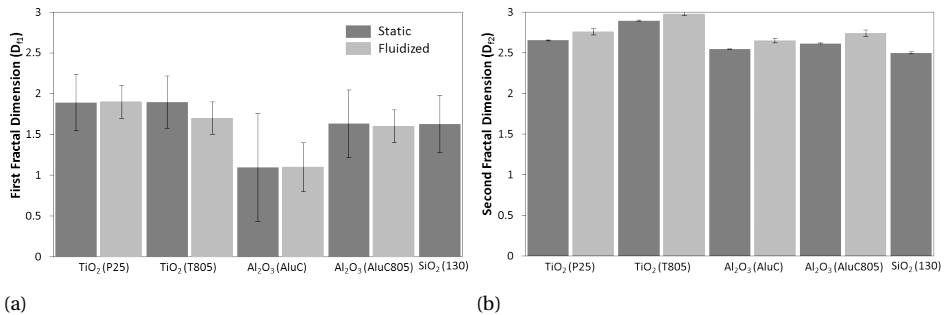 First Fractal Dimension (D_f1)
3
2.5
2
1.5
1
0.5
0
Static
Fluidized
TiO₂ (P25) TiO₂ (T805) Al₂O₃ (AluC) Al₂O₃ (AluC805) SiO₂ (130)
(a)
Second Fractal Dimension (D_f2)
3
2.5
2
1.5
1
0.5
0
TiO₂ (P25) TiO₂ (T805) Al₂O₃ (AluC) Al₂O₃ (AluC805) SiO₂ (130)
(b)